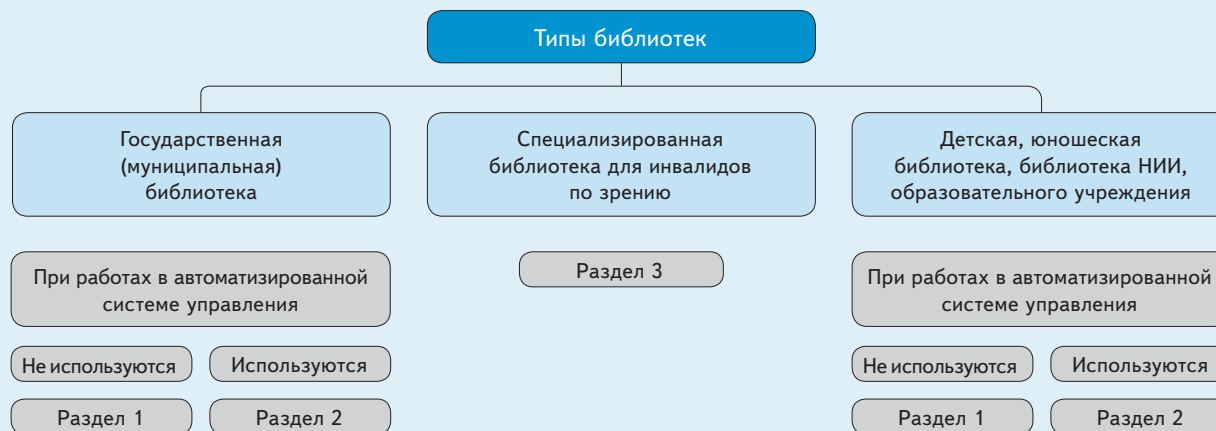 Типы библиотек
Государственная
(муниципальная)
библиотека
Специализированная
библиотека для инвалидов
по зрению
Детская, юношеская
библиотека, библиотека НИИ,
образовательного учреждения
При работах в автоматизированной
системе управления
Раздел 3
При работах в автоматизированной
системе управления
Не используются
Используются
Не используются
Используются
Раздел 1
Раздел 2
Раздел 1
Раздел 2